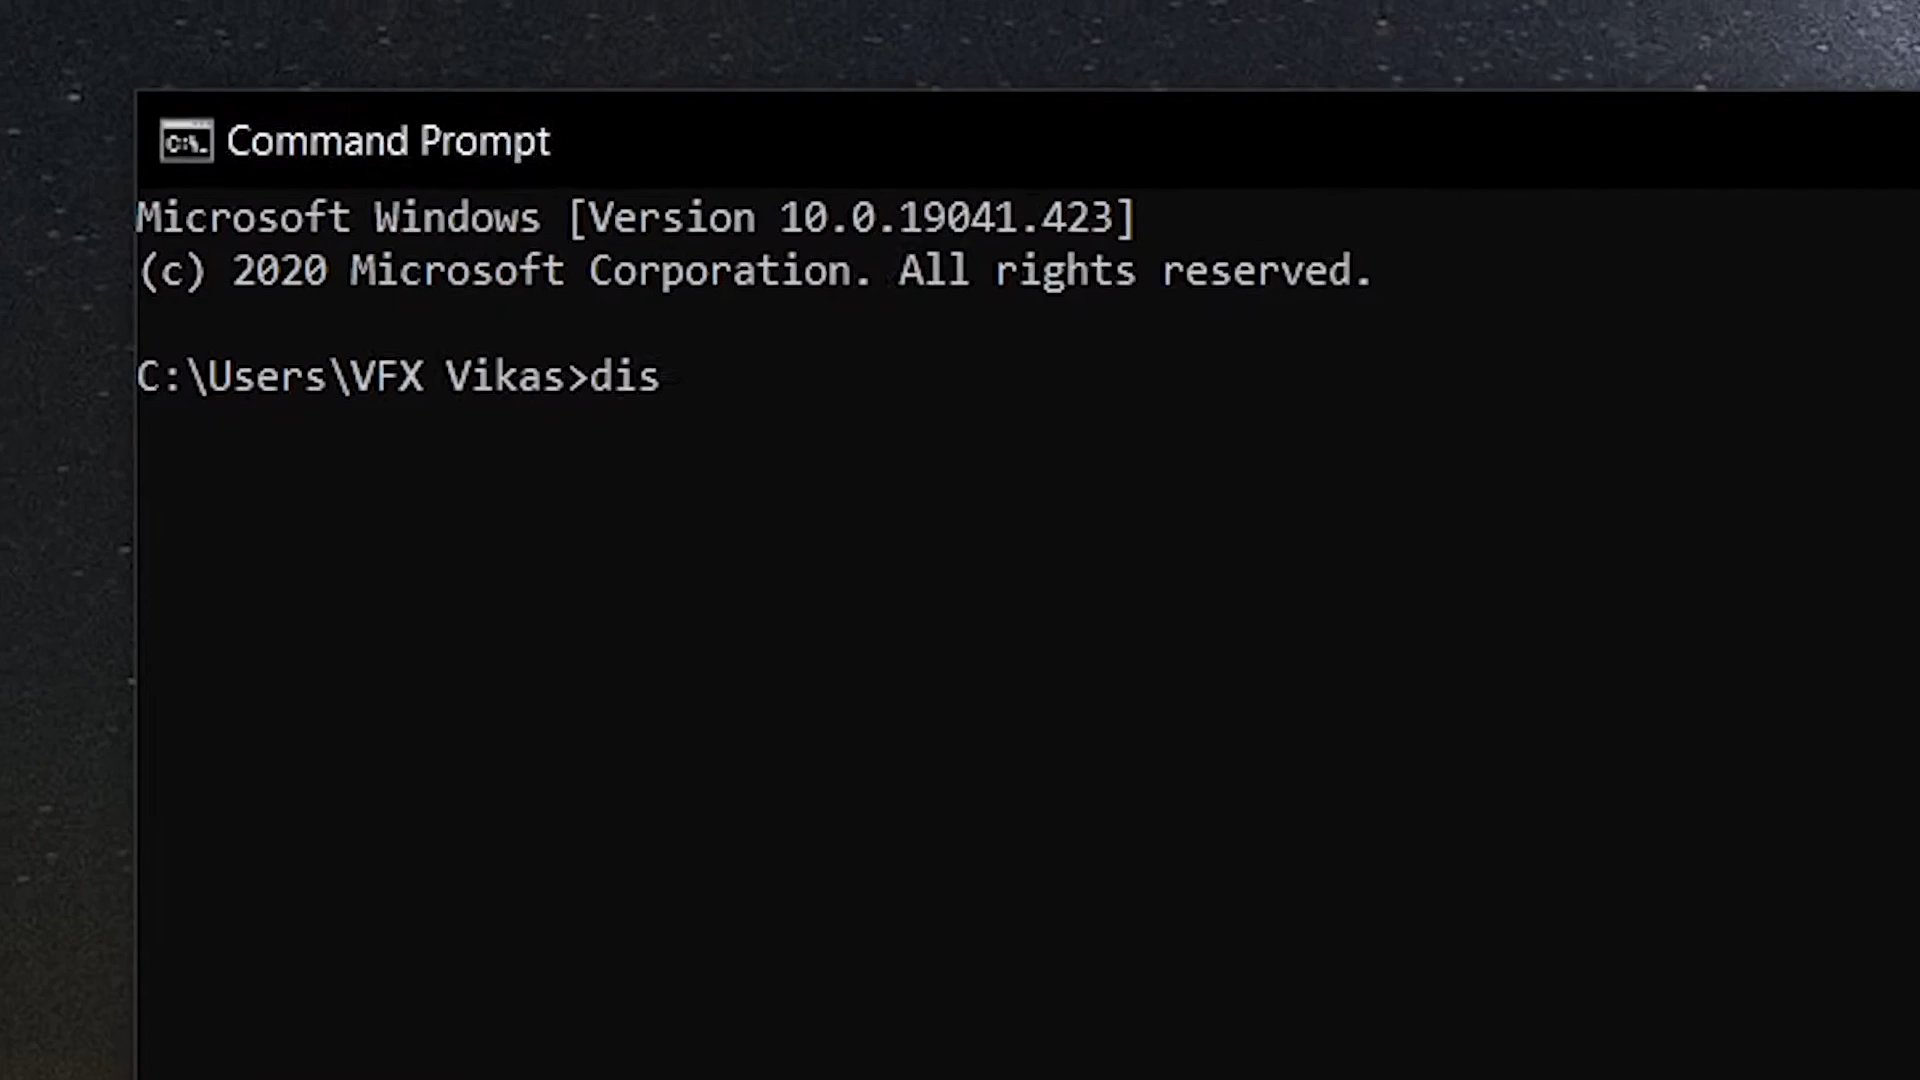 C:\.
Command Prompt
Microsoft Windows [Version 10.0.19041.423]
(c) 2020 Microsoft Corporation. All rights reserved.
C:\Users\VFX Vikas>dis